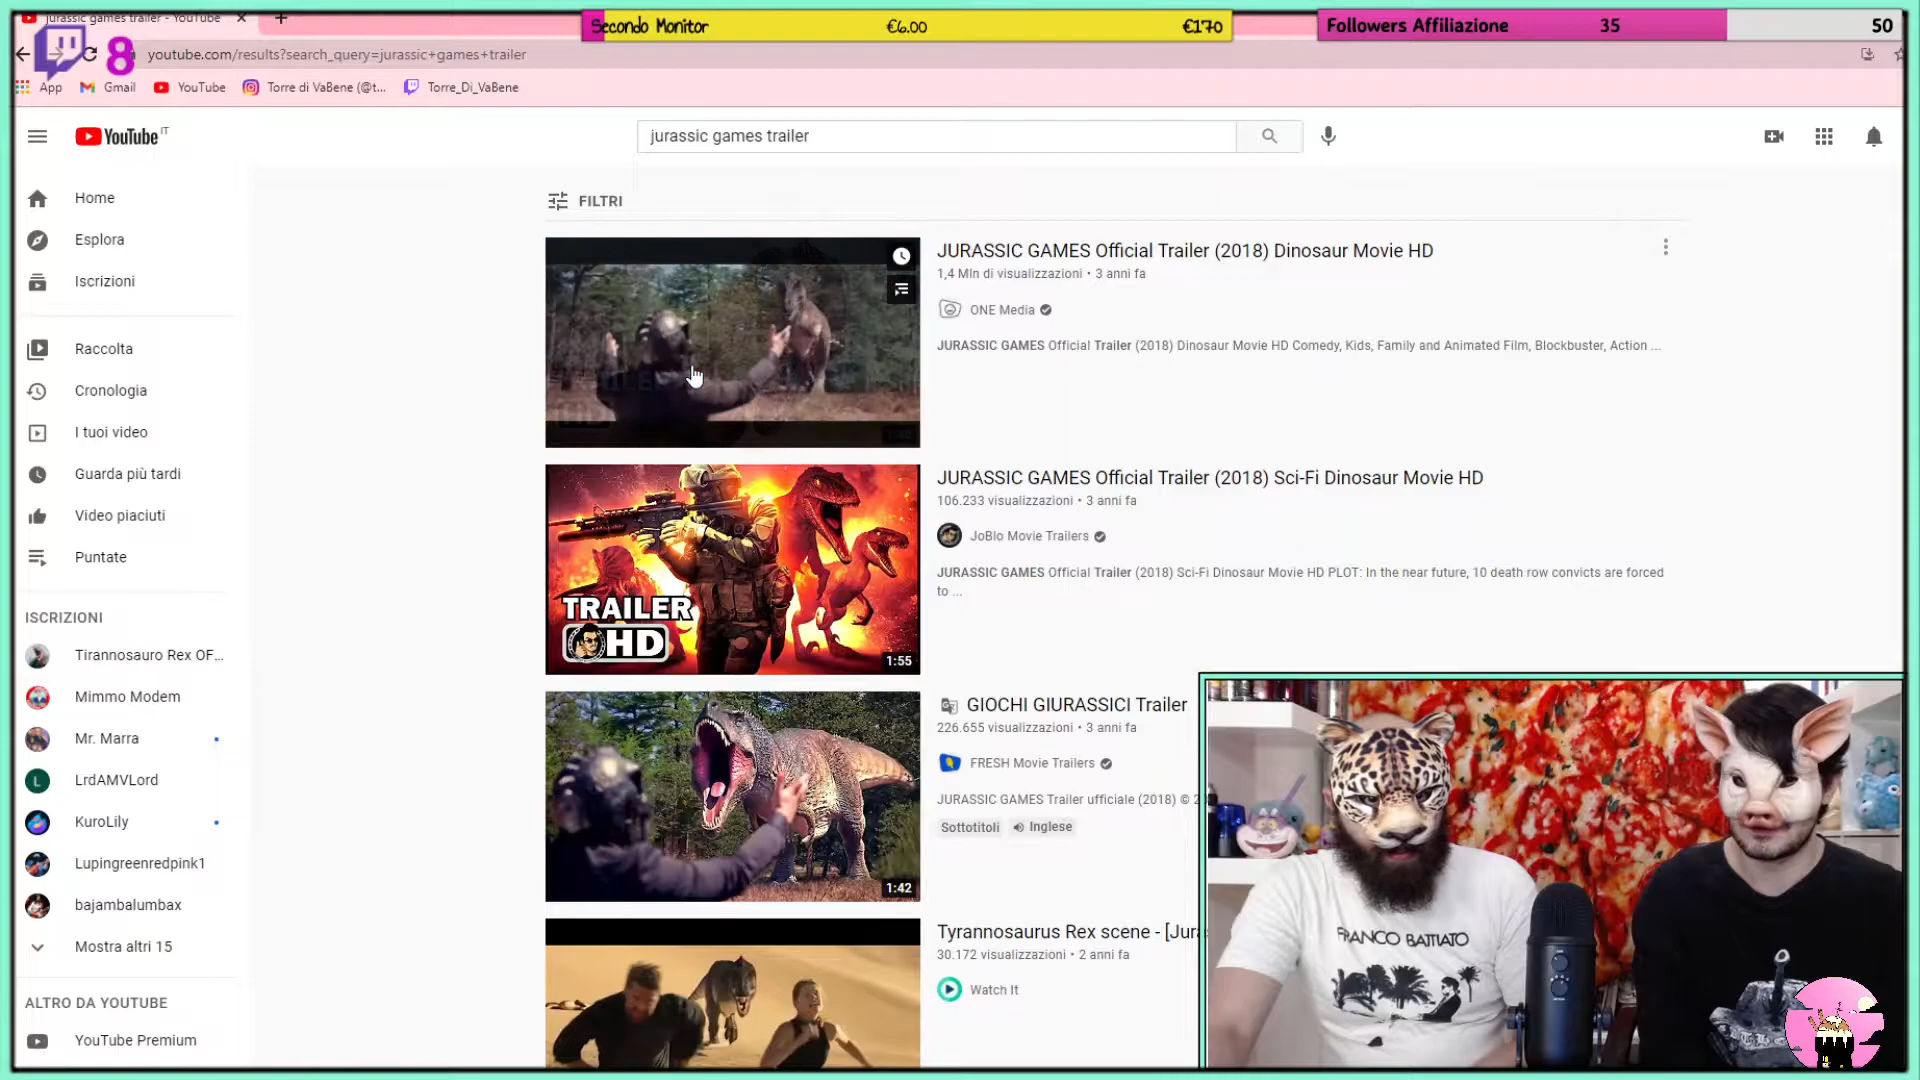 jurassic games trailer - YouTube
Secondo Monitor €6.00 €170
Followers Affiliazione 35 50
8
youtube.com/results?search_query=jurassic+games+trailer
App Gmail YouTube Torre di VaBene (@t... Torre_Di_VaBene
YouTube IT
jurassic games trailer
Home
Esplora
Iscrizioni
Raccolta
Cronologia
I tuoi video
Guarda più tardi
Video piaciuti
Puntate
ISCRIZIONI
Tirannosauro Rex OF...
Mimmo Modem
Mr. Marra
L LrdAMVLord
KuroLily
Lupingreenredpink1
bajambalumbax
Mostra altri 15
ALTRO DA YOUTUBE
YouTube Premium
FILTRI
JURASSIC GAMES Official Trailer (2018) Dinosaur Movie HD
1,4 Mln di visualizzazioni • 3 anni fa
ONE Media
JURASSIC GAMES Official Trailer (2018) Dinosaur Movie HD Comedy, Kids, Family and Animated Film, Blockbuster, Action ...
TRAILER
HD
1:55
JURASSIC GAMES Official Trailer (2018) Sci-Fi Dinosaur Movie HD
106.233 visualizzazioni • 3 anni fa
JoBlo Movie Trailers
JURASSIC GAMES Official Trailer (2018) Sci-Fi Dinosaur Movie HD PLOT: In the near future, 10 death row convicts are forced
to ...
1:42
GIOCHI GIURASSICI Trailer
226.655 visualizzazioni • 3 anni fa
FRESH Movie Trailers
JURASSIC GAMES Trailer ufficiale (2018) ©
Sottotitoli Inglese
Tyrannosaurus Rex scene - [Jura
30.172 visualizzazioni • 2 anni fa
Watch It
FRANCO BATTIATO